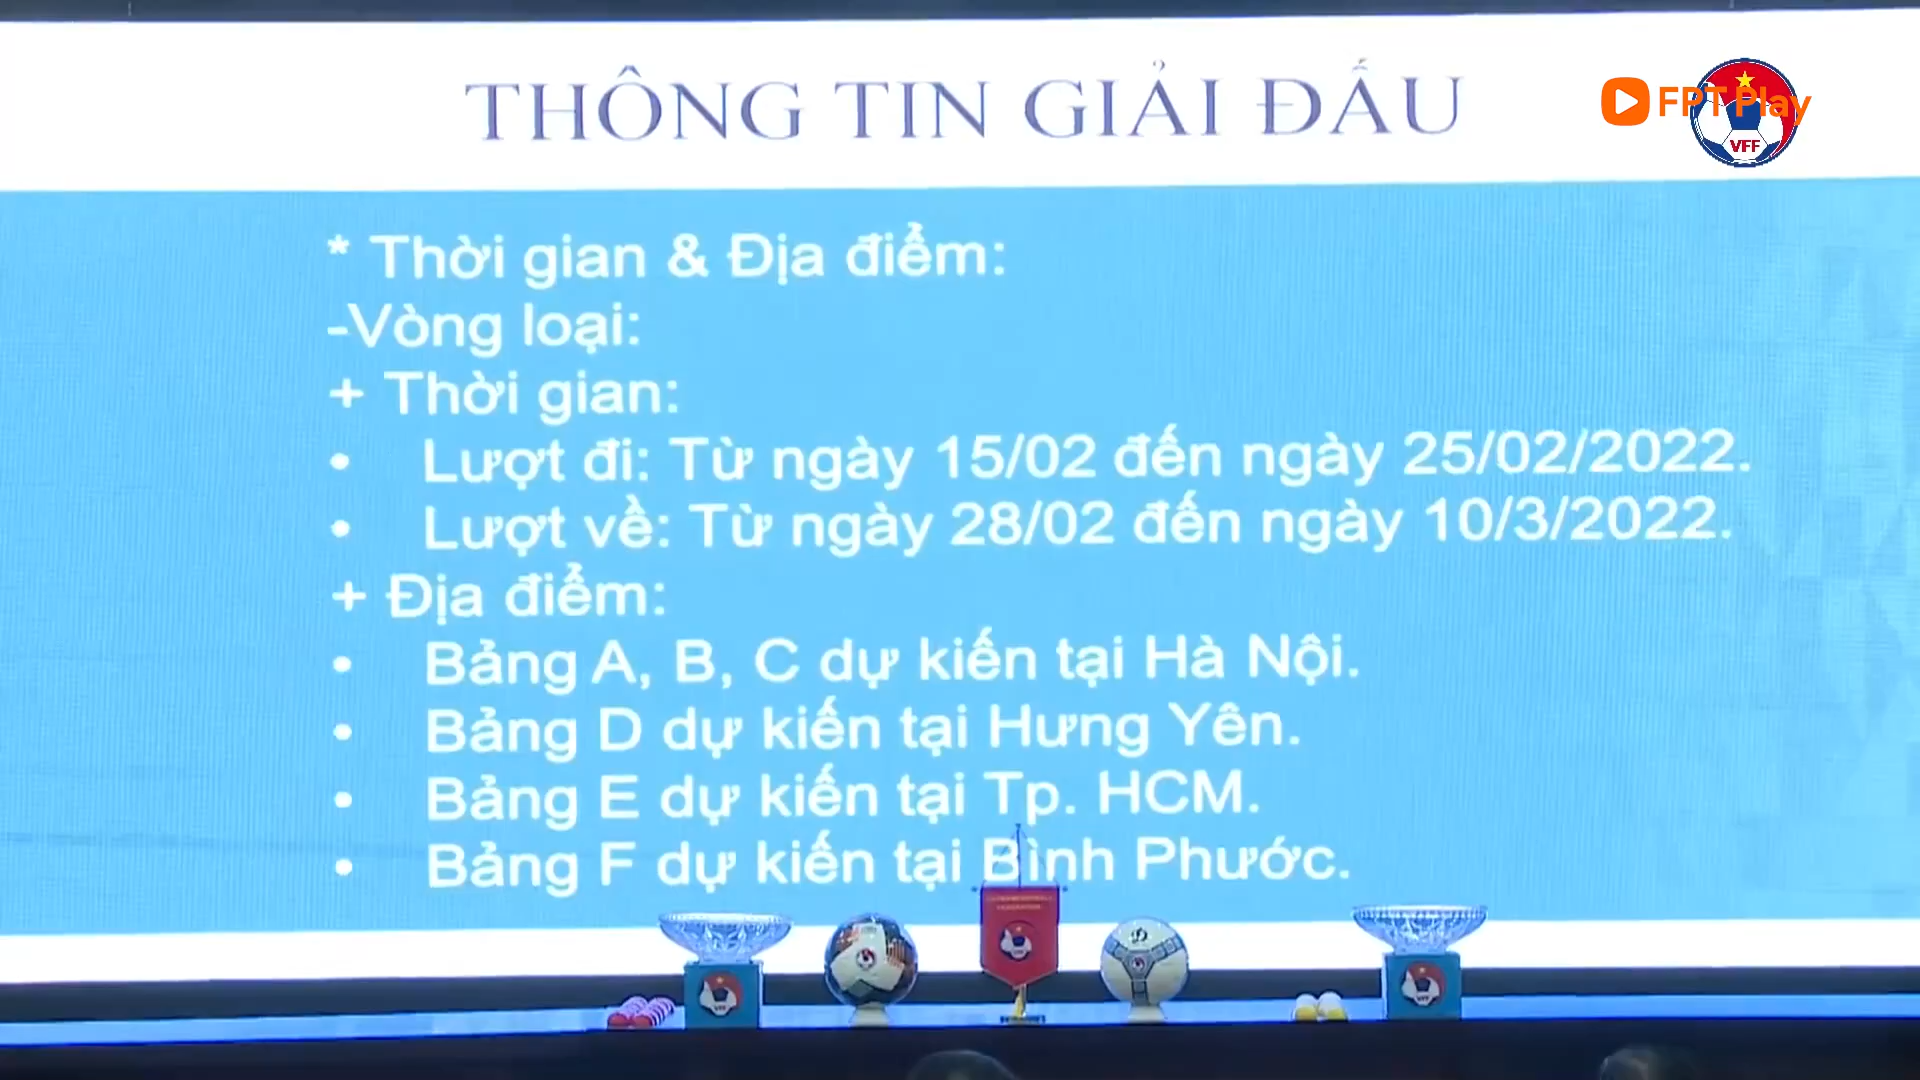 THÔNG TIN GIẢI ĐẤU
FPT Play
VFF
* Thời gian & Địa điểm:
-Vòng loại:
+ Thời gian:
• Lượt đi: Từ ngày 15/02 đến ngày 25/02/2022.
• Lượt về: Từ ngày 28/02 đến ngày 10/3/2022.
+ Địa điểm:
• Bảng A, B, C dự kiến tại Hà Nội.
• Bảng D dự kiến tại Hưng Yên.
• Bảng E dự kiến tại Tp. HCM.
• Bảng F dự kiến tại Bình Phước.
VFF
VFF